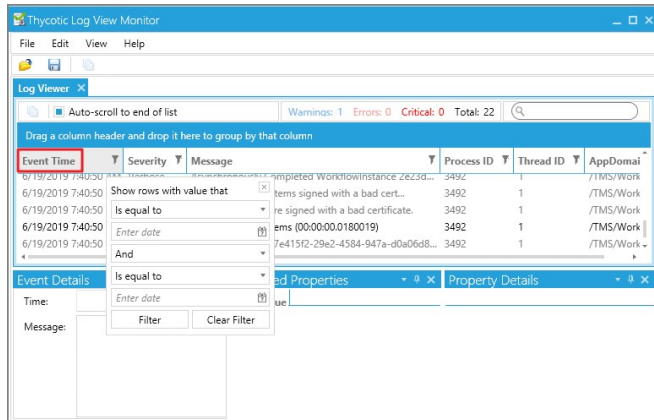 Thycotic Log View Monitor
File Edit View Help
Log Viewer
Auto-scroll to end of list Warnings: 1 Errors: 0 Critical: 0 Total: 22
Drag a column header and drop it here to group by that column
Event Time Severity Message Process ID Thread ID AppDomai
6/19/2019 7:40:50 AM Verbose Asynchronously Completed WorkflowInstance 2e23d... 3492 1 /TMS/Work
6/19/2019 7:40:50 tems signed with a bad cert... 3492 1 /TMS/Work
6/19/2019 7:40:50 re signed with a bad certificate. 3492 1 /TMS/Work
6/19/2019 7:40:50 ems (00:00:00.0180019) 3492 1 /TMS/Work
6/19/2019 7:40:50 7e415f2-29e2-4584-947a-d0a06d8... 3492 1 /TMS/Work
Show rows with value that
Is equal to
Enter date
And
Is equal to
Enter date
Filter Clear Filter
Event Details ed Properties Property Details
Time: ue
Message: